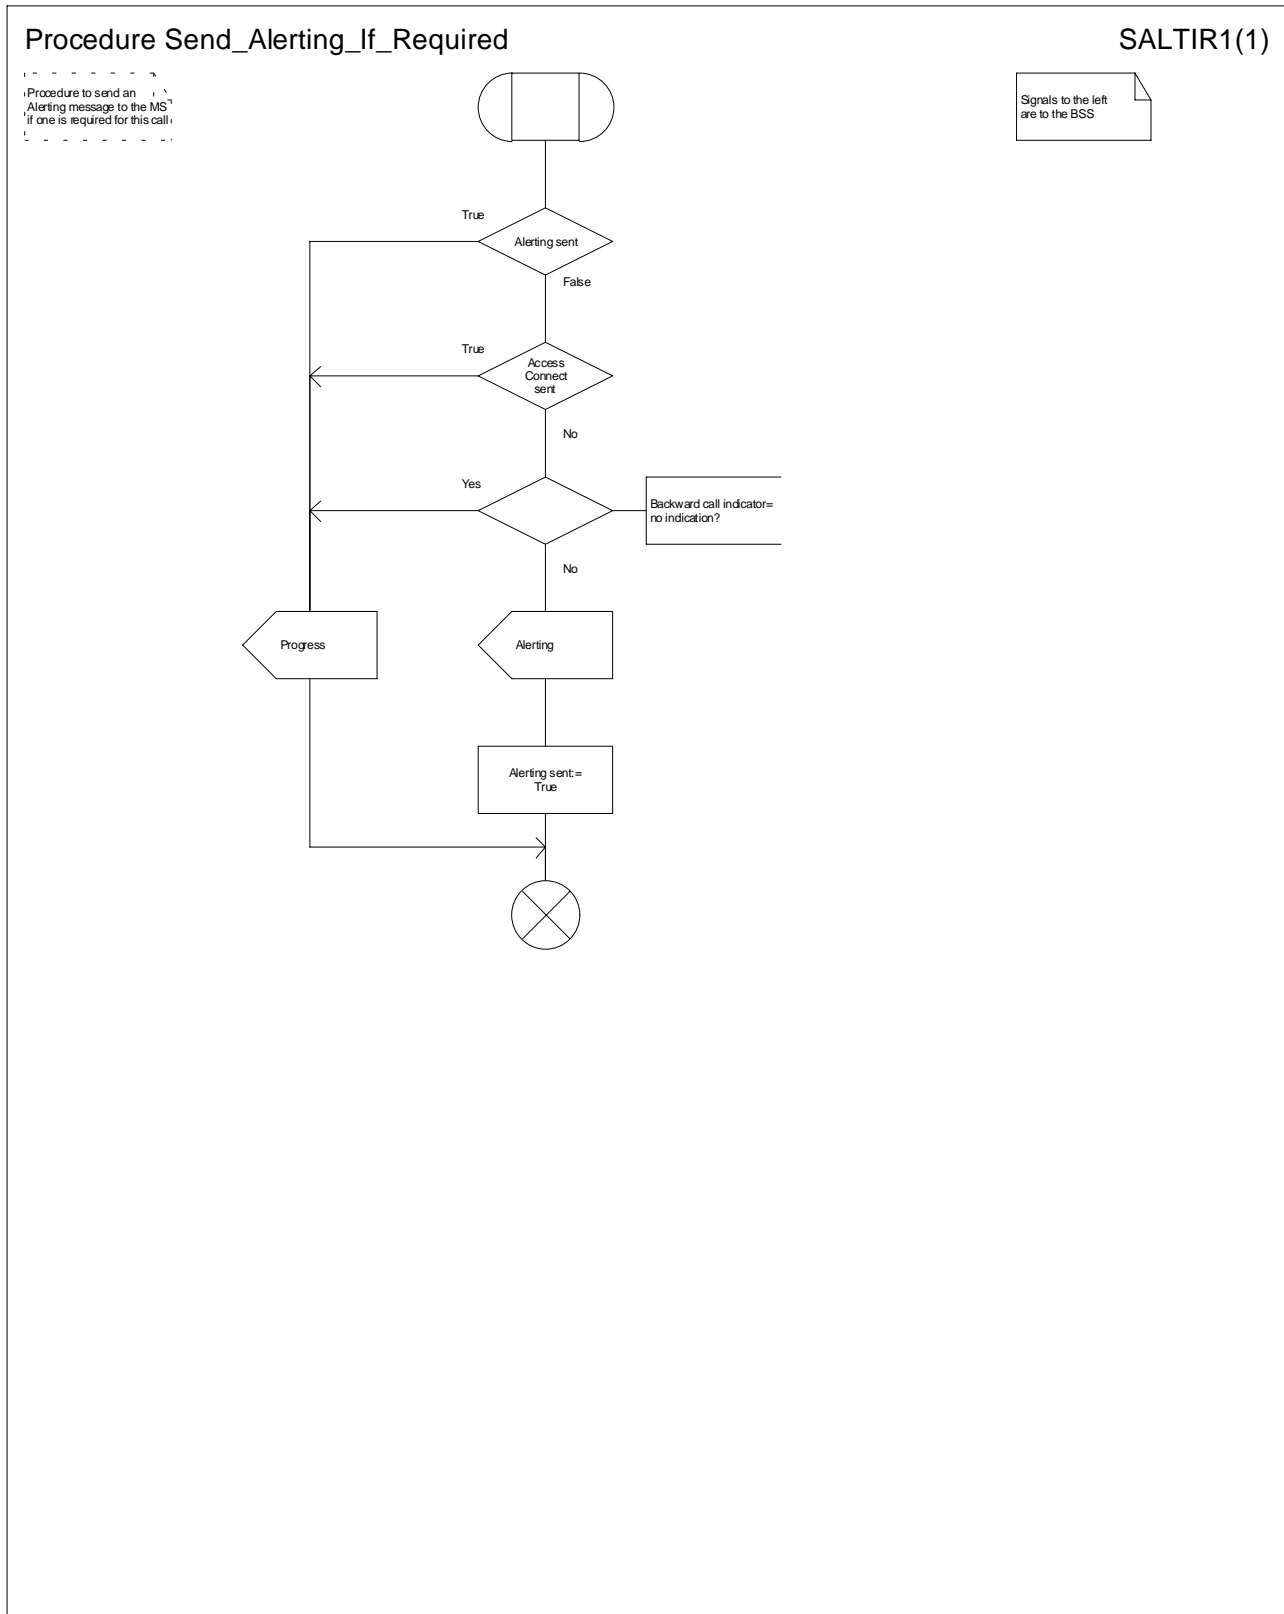 Procedure Send_Alerting_If_Required
SALTIR1(1)
Procedure to send an
Alerting message to the MS
if one is required for this call
Signals to the left
are to the BSS
True
Alerting sent
False
True
Access
Connect
sent
No
Yes
Backward call indicator=
no indication?
No
Progress
Alerting
Alerting sent:=
True